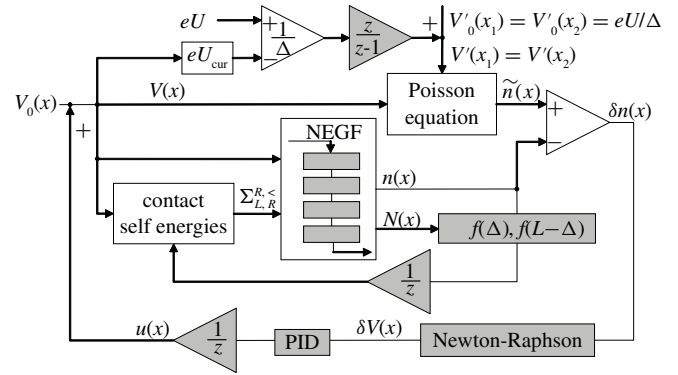 eU
+
−
1/Δ
z/z-1
+
V′₀(x₁) = V′₀(x₂) = eU/Δ
V′(x₁) = V′(x₂)
eU_cur
V₀(x)
V(x)
+
Poisson equation
ñ(x)
+
−
δn(x)
NEGF
n(x)
contact self energies
Σ^{R,<}_{L,R}
N(x)
f(Δ), f(L−Δ)
1/z
u(x)
1/z
PID
δV(x)
Newton-Raphson